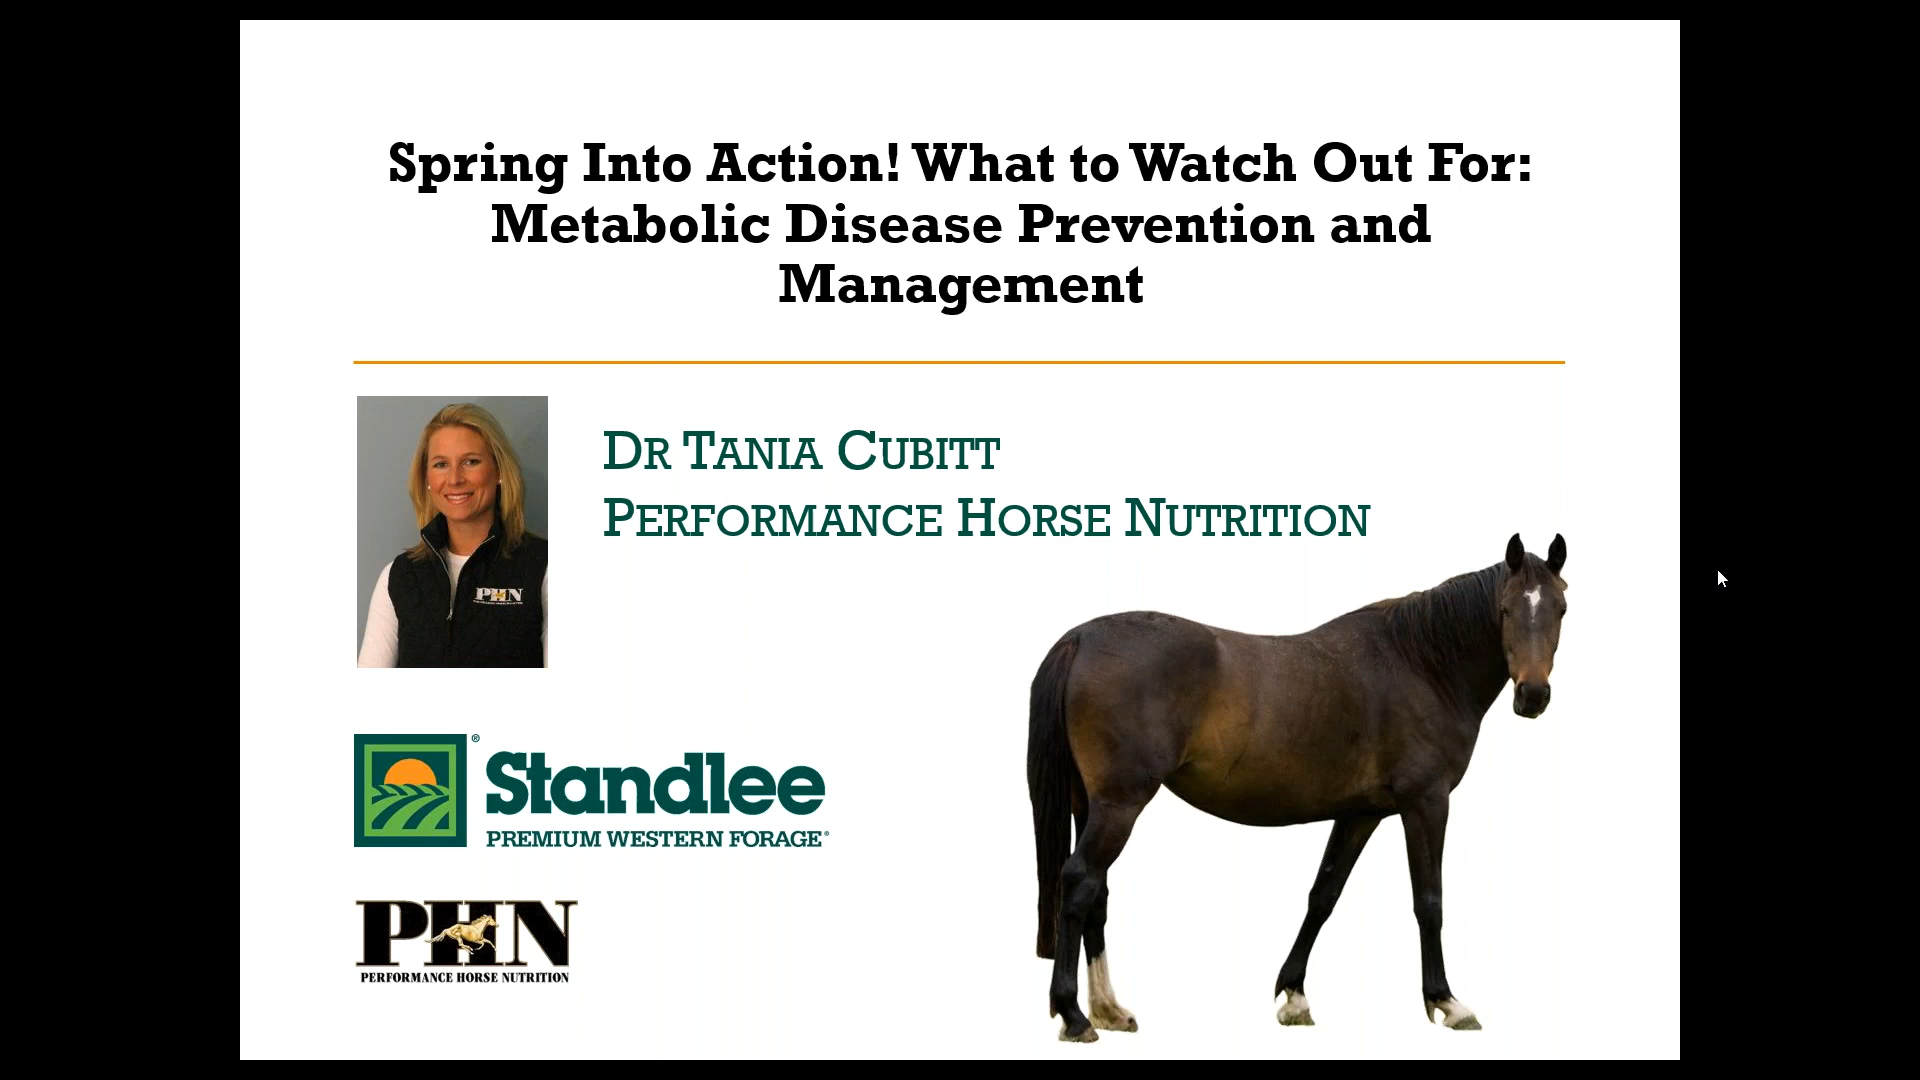 Spring Into Action! What to Watch Out For:
Metabolic Disease Prevention and
Management
DR TANIA CUBITT
PERFORMANCE HORSE NUTRITION
PHN
Standlee®
PREMIUM WESTERN FORAGE®
PHN
PERFORMANCE HORSE NUTRITION